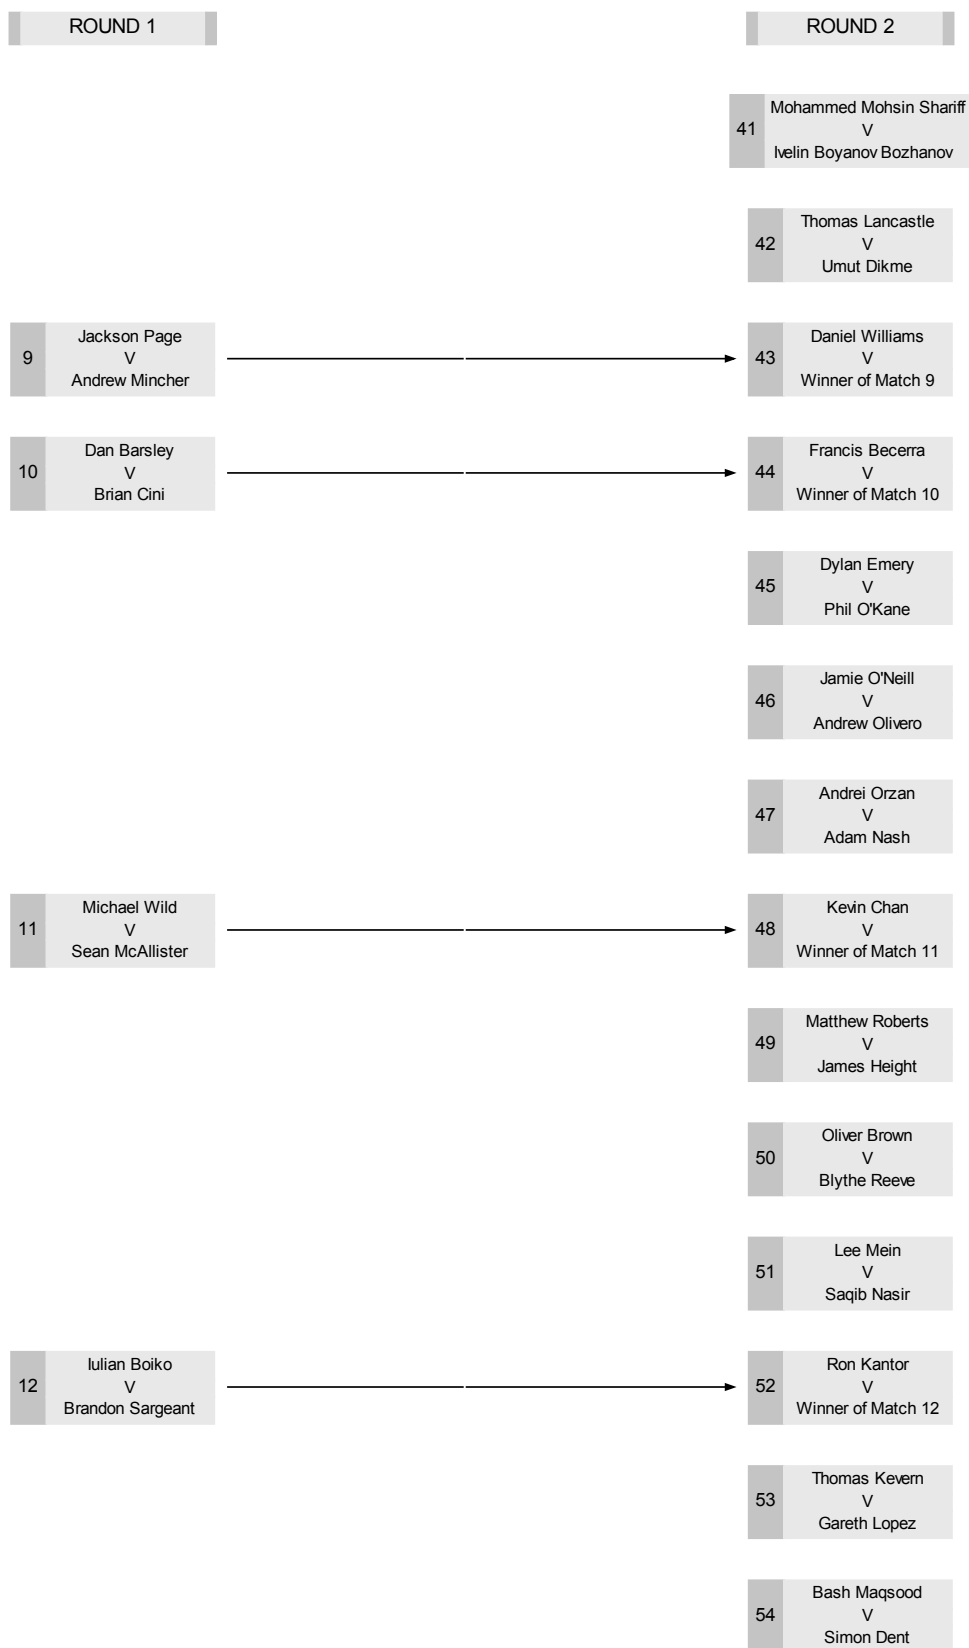 ROUND 1
ROUND 2
41
Mohammed Mohsin Shariff
V
Ivelin Boyanov Bozhanov
42
Thomas Lancastle
V
Umut Dikme
9
Jackson Page
V
Andrew Mincher
43
Daniel Williams
V
Winner of Match 9
10
Dan Barsley
V
Brian Cini
44
Francis Becerra
V
Winner of Match 10
45
Dylan Emery
V
Phil O'Kane
46
Jamie O'Neill
V
Andrew Olivero
47
Andrei Orzan
V
Adam Nash
11
Michael Wild
V
Sean McAllister
48
Kevin Chan
V
Winner of Match 11
49
Matthew Roberts
V
James Height
50
Oliver Brown
V
Blythe Reeve
51
Lee Mein
V
Saqib Nasir
12
Iulian Boiko
V
Brandon Sargeant
52
Ron Kantor
V
Winner of Match 12
53
Thomas Kevern
V
Gareth Lopez
54
Bash Maqsood
V
Simon Dent